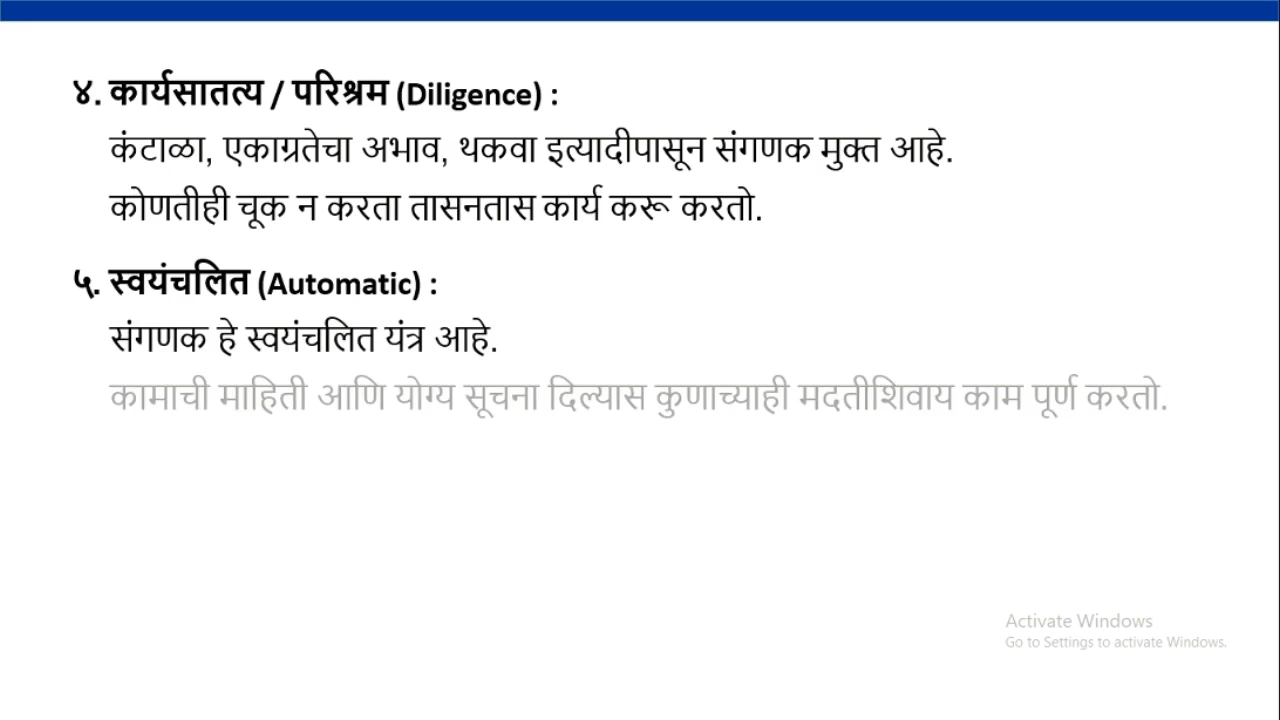 ४. कार्यसातत्य / परिश्रम (Diligence) :
कंटाळा, एकाग्रतेचा अभाव, थकवा इत्यादीपासून संगणक मुक्त आहे.
कोणतीही चूक न करता तासनतास कार्य करू करतो.
५. स्वयंचलित (Automatic) :
संगणक हे स्वयंचलित यंत्र आहे.
कामाची माहिती आणि योग्य सूचना दिल्यास कुणाच्याही मदतीशिवाय काम पूर्ण करतो.
Activate Windows
Go to Settings to activate Windows.